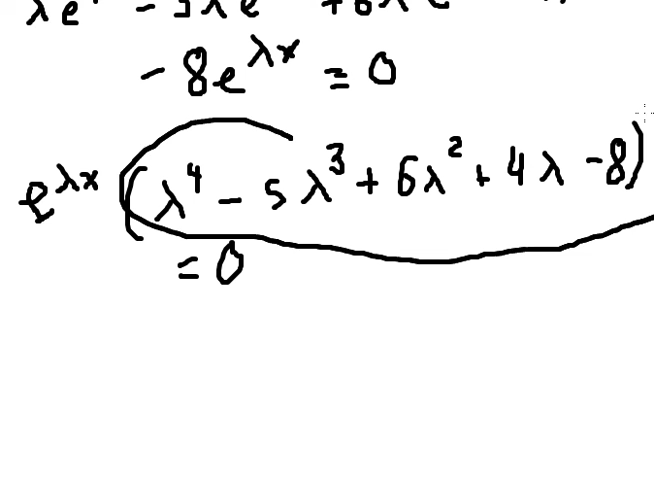 - 8e^{λx} = 0
e^{λx} (λ^4 - 5λ^3 + 6λ^2 + 4λ - 8)
= 0